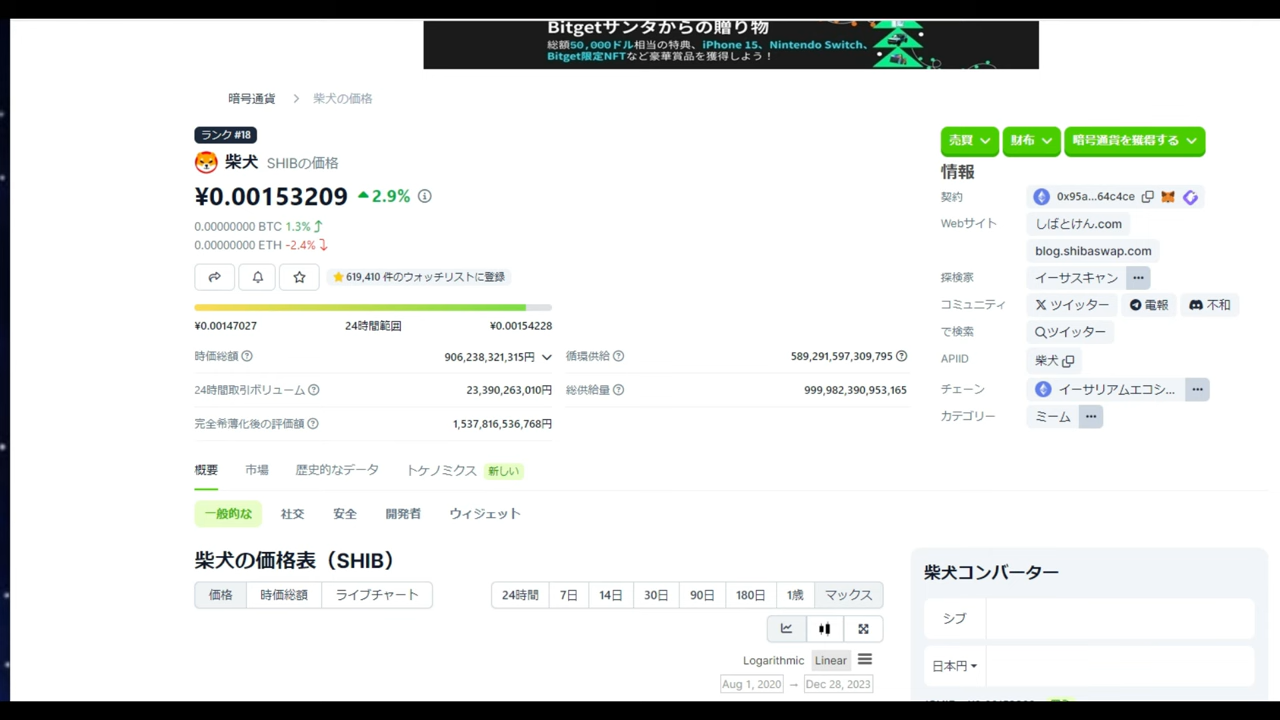 Bitgetサンタからの贈り物
総額50,000ドル相当の特典、iPhone 15、Nintendo Switch、
Bitget限定NFTなど豪華賞品を獲得しよう！
暗号通貨 > 柴犬の価格
ランク #18
柴犬 SHIBの価格
¥0.00153209 2.9%
0.00000000 BTC 1.3%
0.00000000 ETH -2.4%
619,410 件のウォッチリストに登録
¥0.00147027 24時間範囲 ¥0.00154228
時価総額 906,238,321,315円
循環供給 589,291,597,309,795
24時間取引ボリューム 23,390,263,010円
総供給量 999,982,390,953,165
完全希薄化後の評価額 1,537,816,536,768円
売買 財布 暗号通貨を獲得する
情報
契約 0x95a...64c4ce
Webサイト しばとけん.com
blog.shibaswap.com
探検家 イーサスキャン ...
コミュニティ ツイッター 電報 不和
で検索 ツイッター
APIID 柴犬
チェーン イーサリアムエコシ... ...
カテゴリー ミーム ...
概要 市場 歴史的なデータ トケノミクス 新しい
一般的な 社交 安全 開発者 ウィジェット
柴犬の価格表（SHIB）
価格 時価総額 ライブチャート
24時間 7日 14日 30日 90日 180日 1歳 マックス
Logarithmic Linear
Aug 1, 2020 → Dec 28, 2023
柴犬コンバーター
シブ
日本円